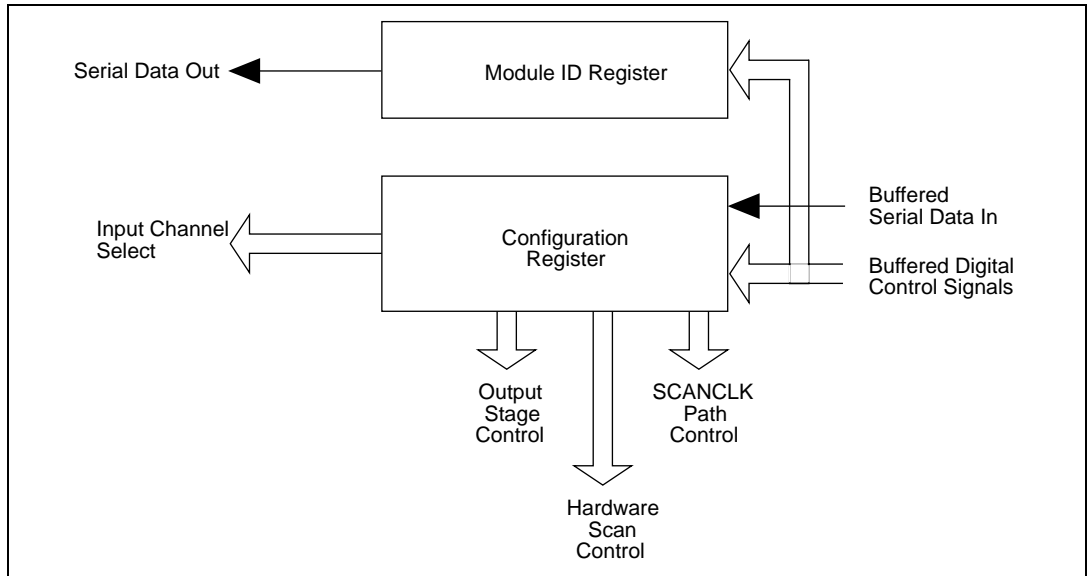 Serial Data Out
Module ID Register
Input Channel
Select
Configuration
Register
Buffered
Serial Data In
Buffered Digital
Control Signals
Output
Stage
Control
SCANCLK
Path
Control
Hardware
Scan
Control